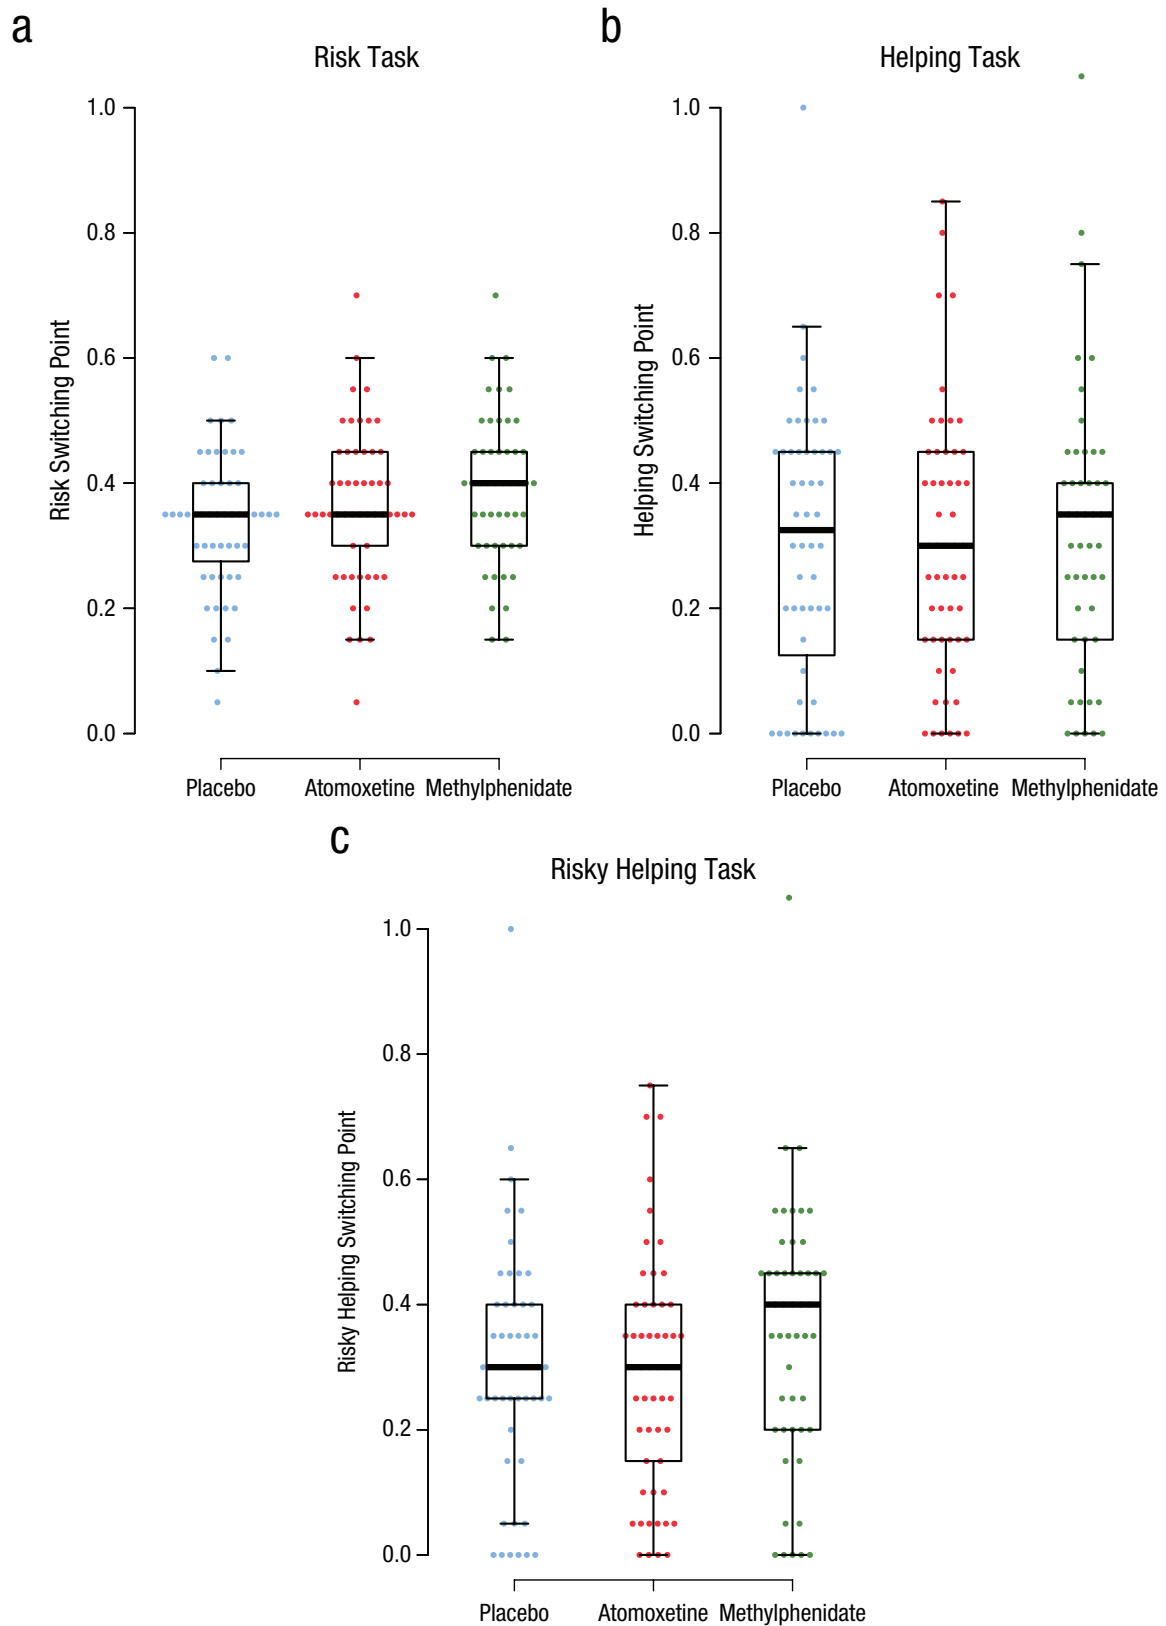 a
Risk Task
Risk Switching Point
1.0
0.8
0.6
0.4
0.2
0.0
Placebo Atomoxetine Methylphenidate
b
Helping Task
Helping Switching Point
1.0
0.8
0.6
0.4
0.2
0.0
Placebo Atomoxetine Methylphenidate
c
Risky Helping Task
Risky Helping Switching Point
1.0
0.8
0.6
0.4
0.2
0.0
Placebo Atomoxetine Methylphenidate